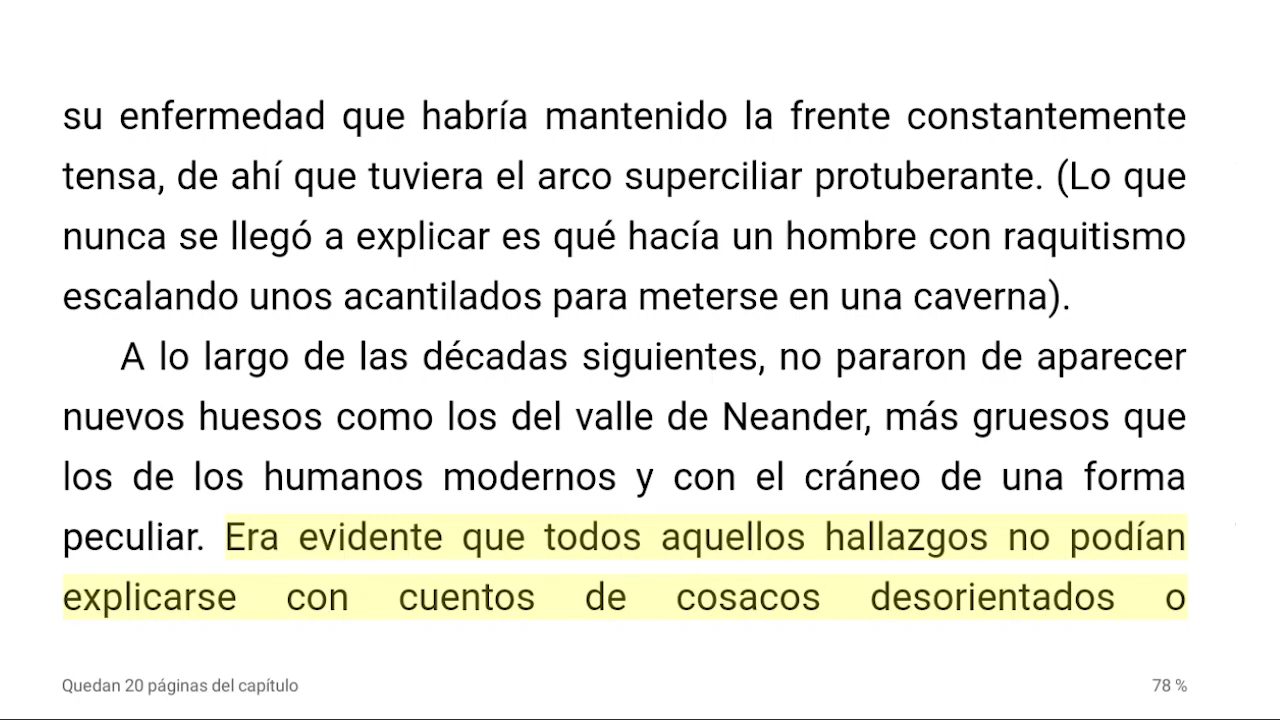 su enfermedad que habría mantenido la frente constantemente
tensa, de ahí que tuviera el arco superciliar protuberante. (Lo que
nunca se llegó a explicar es qué hacía un hombre con raquitismo
escalando unos acantilados para meterse en una caverna).
A lo largo de las décadas siguientes, no pararon de aparecer
nuevos huesos como los del valle de Neander, más gruesos que
los de los humanos modernos y con el cráneo de una forma
peculiar. Era evidente que todos aquellos hallazgos no podían
explicarse con cuentos de cosacos desorientados o
Quedan 20 páginas del capítulo
78 %